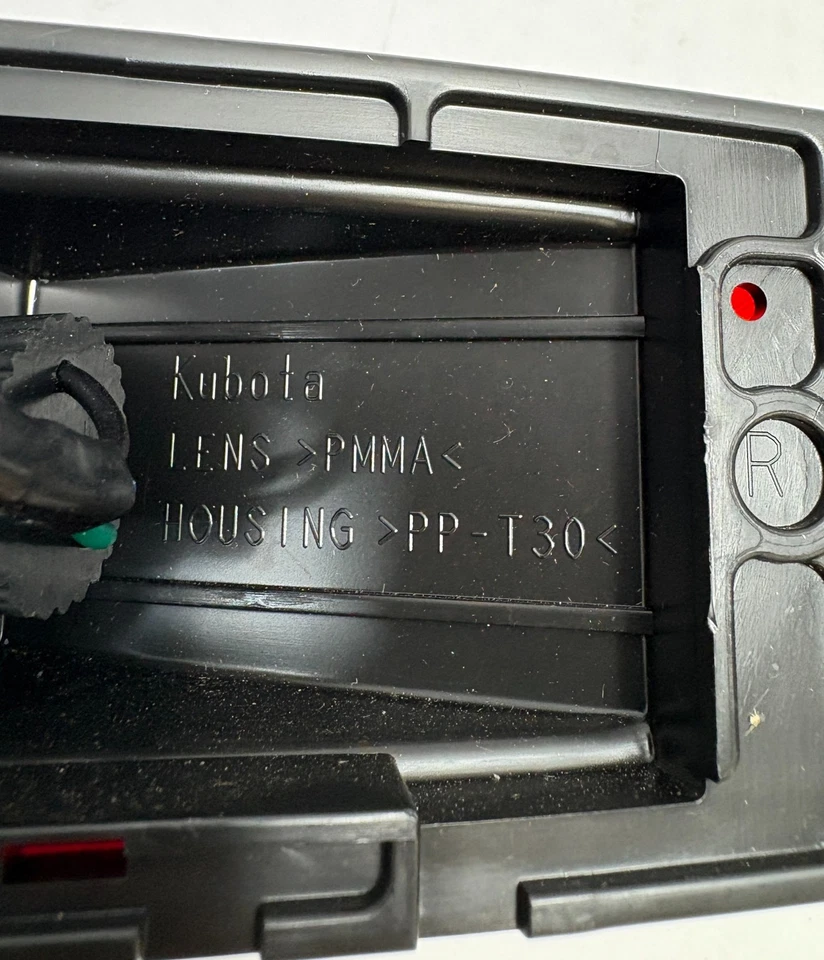 Kubota
LENS >PMMA<
HOUSING >PP-T30<
R